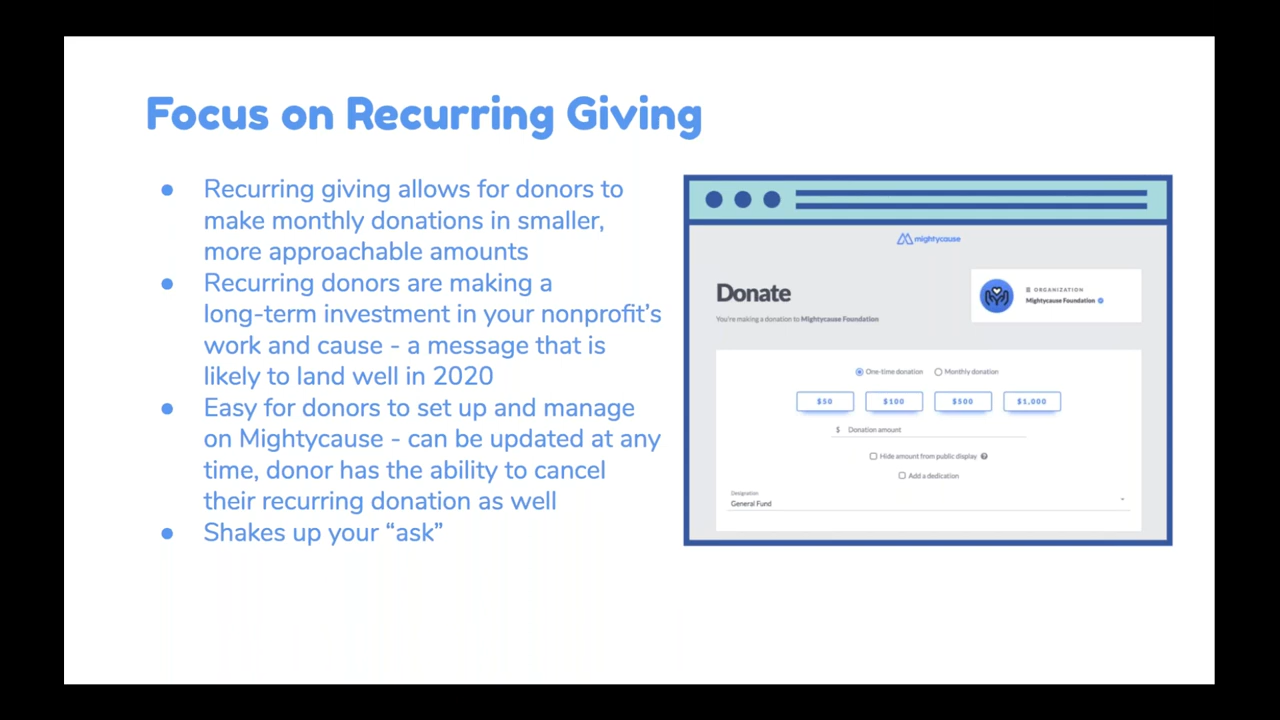 Focus on Recurring Giving
● Recurring giving allows for donors to
make monthly donations in smaller,
more approachable amounts
● Recurring donors are making a
long-term investment in your nonprofit’s
work and cause - a message that is
likely to land well in 2020
● Easy for donors to set up and manage
on Mightycause - can be updated at any
time, donor has the ability to cancel
their recurring donation as well
● Shakes up your “ask”
mightycause
Donate
You're making a donation to Mightycause Foundation
ORGANIZATION
Mightycause Foundation
One-time donation Monthly donation
$50 $100 $500 $1,000
$ Donation amount
Hide amount from public display ?
Add a dedication
Designation
General Fund